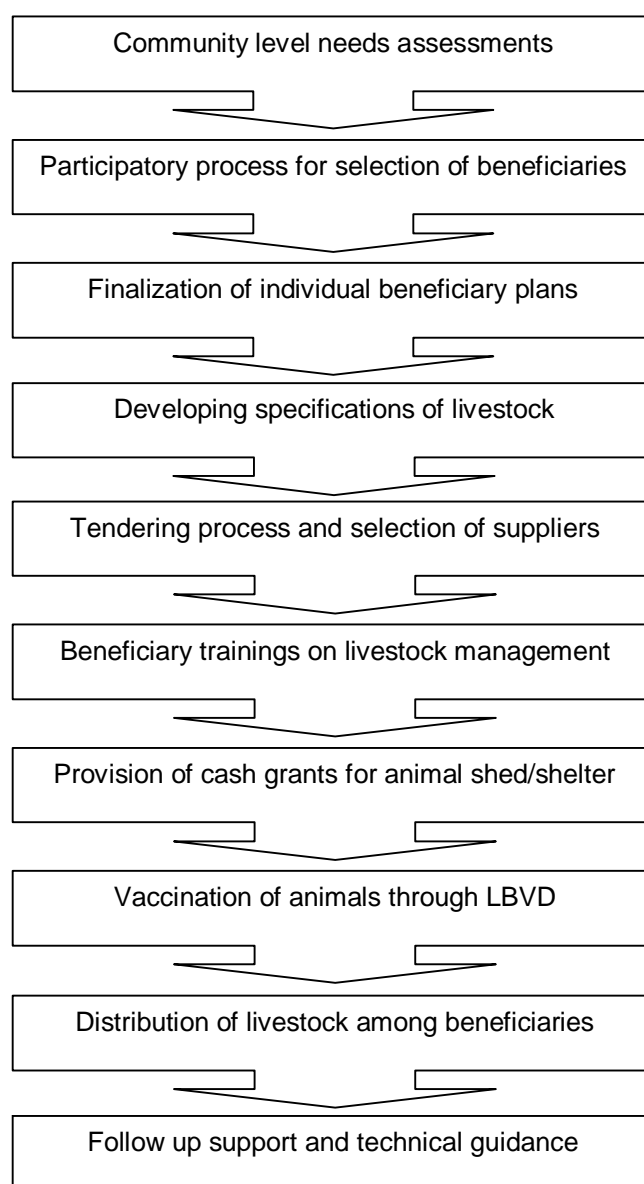 Community level needs assessments
Participatory process for selection of beneficiaries
Finalization of individual beneficiary plans
Developing specifications of livestock
Tendering process and selection of suppliers
Beneficiary trainings on livestock management
Provision of cash grants for animal shed/shelter
Vaccination of animals through LBVD
Distribution of livestock among beneficiaries
Follow up support and technical guidance